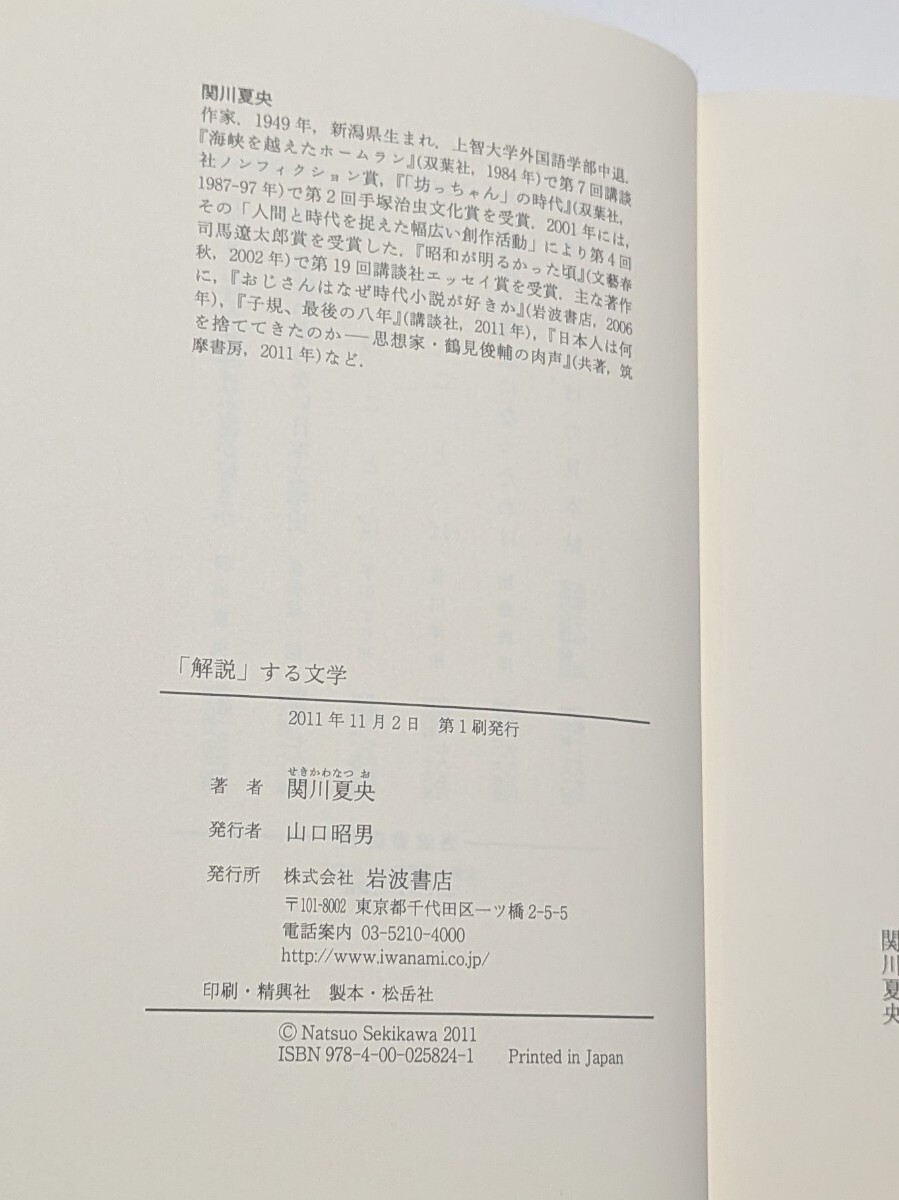 関川夏央
作家．1949年，新潟県生まれ．上智大学外国語学部中退．
『海峡を越えたホームラン』(双葉社，1984年)で第7回講談
社ノンフィクション賞，『「坊っちゃん」の時代』(双葉社，
1987-97年)で第2回手塚治虫文化賞を受賞．2001年には，
その「人間と時代を捉えた幅広い創作活動」により第4回
司馬遼太郎賞を受賞した．『昭和が明るかった頃』(文藝春
秋，2002年)で第19回講談社エッセイ賞を受賞．主な著作
に，『おじさんはなぜ時代小説が好きか』(岩波書店，2006
年)，『子規、最後の八年』(講談社，2011年)，『日本人は何
を捨ててきたのか――思想家・鶴見俊輔の肉声』(共著，筑
摩書房，2011年)など．
「解説」する文学
2011年11月2日　第1刷発行
せきかわなつお
著者　関川夏央
発行者　山口昭男
発行所　株式会社 岩波書店
〒101-8002 東京都千代田区一ツ橋2-5-5
電話案内 03-5210-4000
http://www.iwanami.co.jp/
印刷・精興社　製本・松岳社
© Natsuo Sekikawa 2011
ISBN 978-4-00-025824-1　Printed in Japan
関川夏央